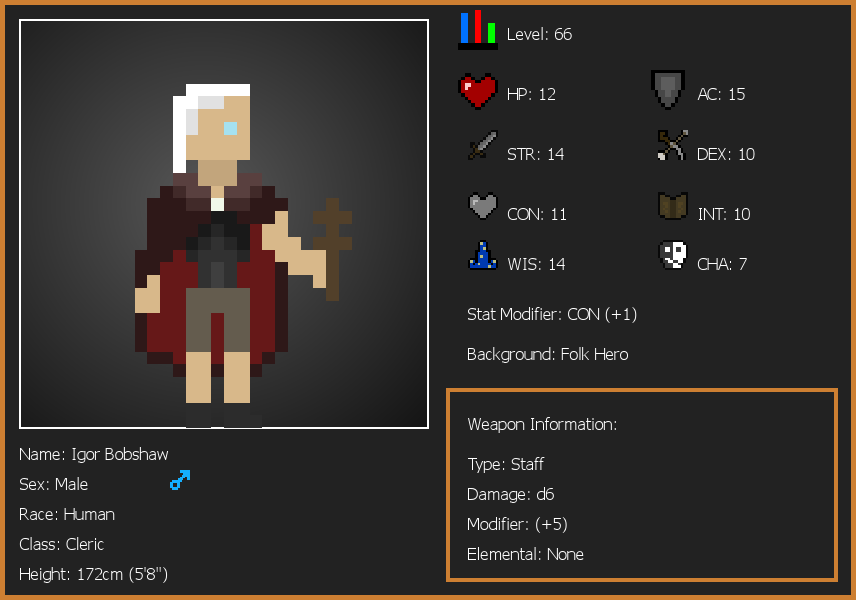 Level: 66
HP: 12
AC: 15
STR: 14
DEX: 10
CON: 11
INT: 10
WIS: 14
CHA: 7
Stat Modifier: CON (+1)
Background: Folk Hero
Weapon Information:
Type: Staff
Damage: d6
Modifier: (+5)
Elemental: None
Name: Igor Bobshaw
Sex: Male
Race: Human
Class: Cleric
Height: 172cm (5'8")